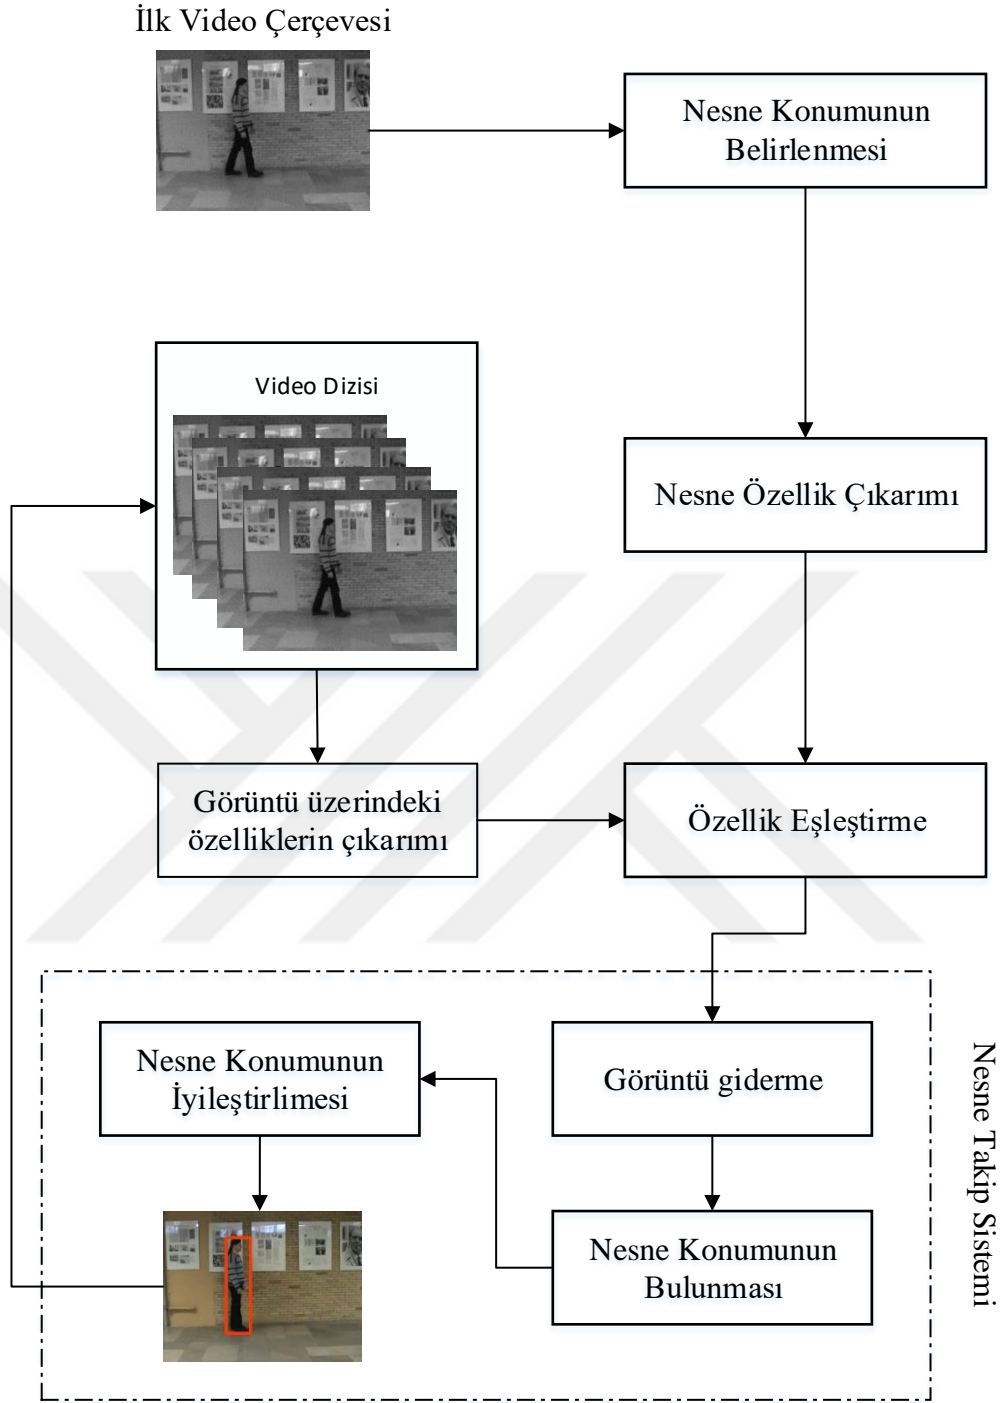 İlk Video Çerçevesi
Nesne Konumunun
Belirlenmesi
Video Dizisi
Nesne Özellik Çıkarımı
Görüntü üzerindeki
özelliklerin çıkarımı
Özellik Eşleştirme
Nesne Konumunun
İyileştirlimesi
Görüntü giderme
Nesne Konumunun
Bulunması
Nesne Takip Sistemi